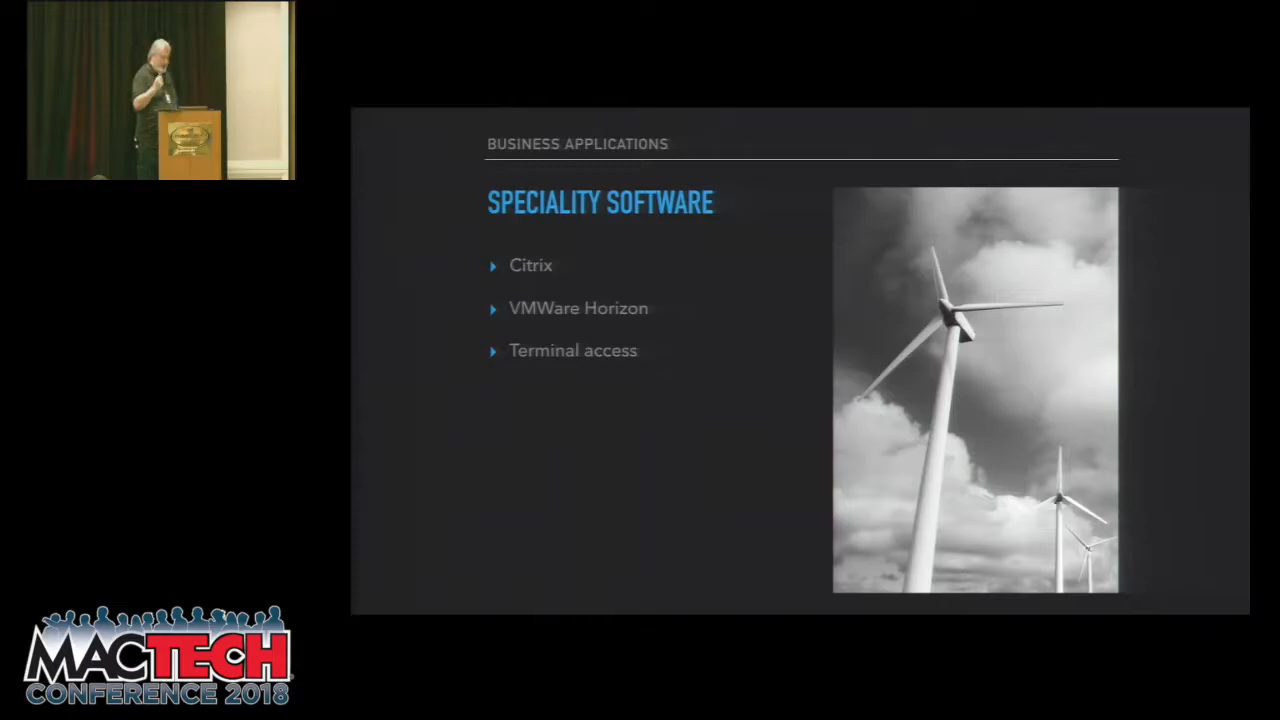 BUSINESS APPLICATIONS
SPECIALITY SOFTWARE
Citrix
VMWare Horizon
Terminal access
MACTECH
CONFERENCE 2018